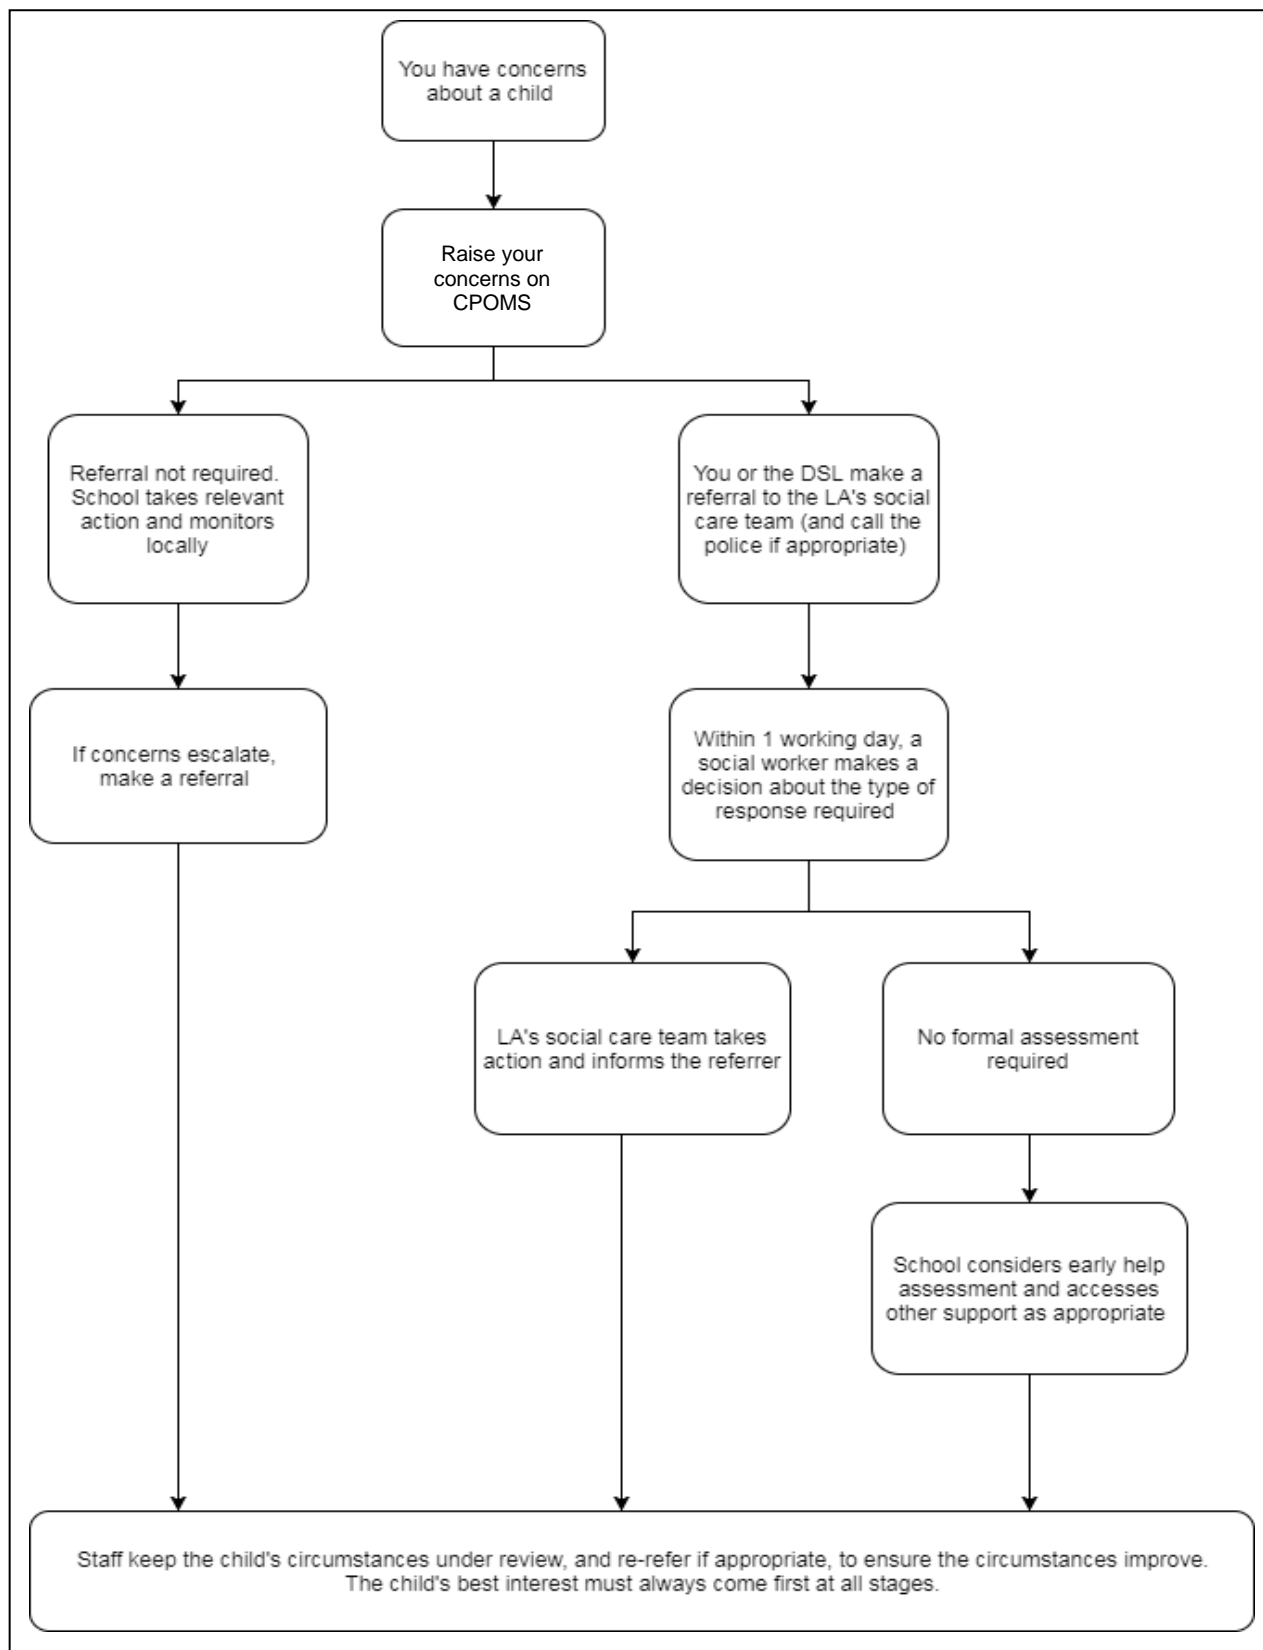 You have concerns
about a child
Raise your
concerns on
CPOMS
Referral not required.
School takes relevant
action and monitors
locally
You or the DSL make a
referral to the LA's social
care team (and call the
police if appropriate)
If concerns escalate,
make a referral
Within 1 working day, a
social worker makes a
decision about the type of
response required
LA's social care team takes
action and informs the referrer
No formal assessment
required
School considers early help
assessment and accesses
other support as appropriate
Staff keep the child's circumstances under review, and re-refer if appropriate, to ensure the circumstances improve.
The child's best interest must always come first at all stages.